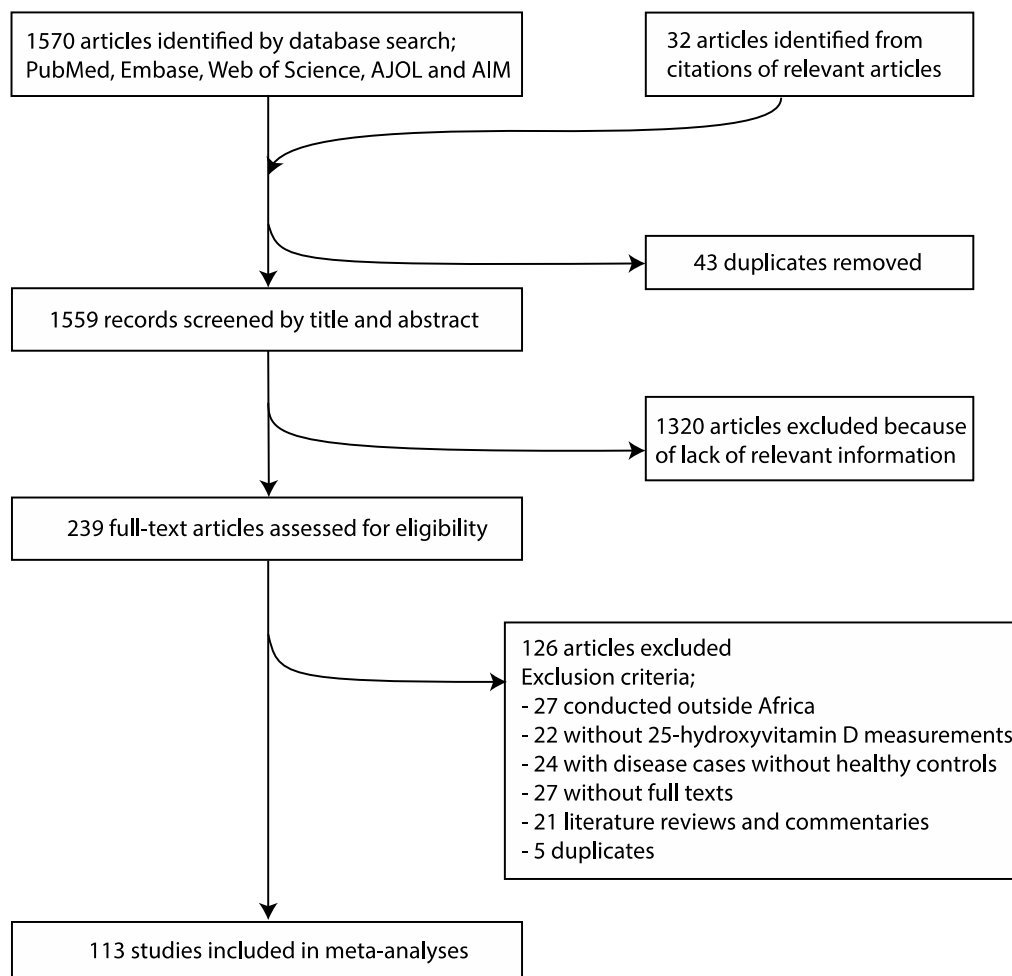 1570 articles identified by database search;
PubMed, Embase, Web of Science, AJOL and AIM
32 articles identified from
citations of relevant articles
43 duplicates removed
1559 records screened by title and abstract
1320 articles excluded because
of lack of relevant information
239 full-text articles assessed for eligibility
126 articles excluded
Exclusion criteria;
- 27 conducted outside Africa
- 22 without 25-hydroxyvitamin D measurements
- 24 with disease cases without healthy controls
- 27 without full texts
- 21 literature reviews and commentaries
- 5 duplicates
113 studies included in meta-analyses